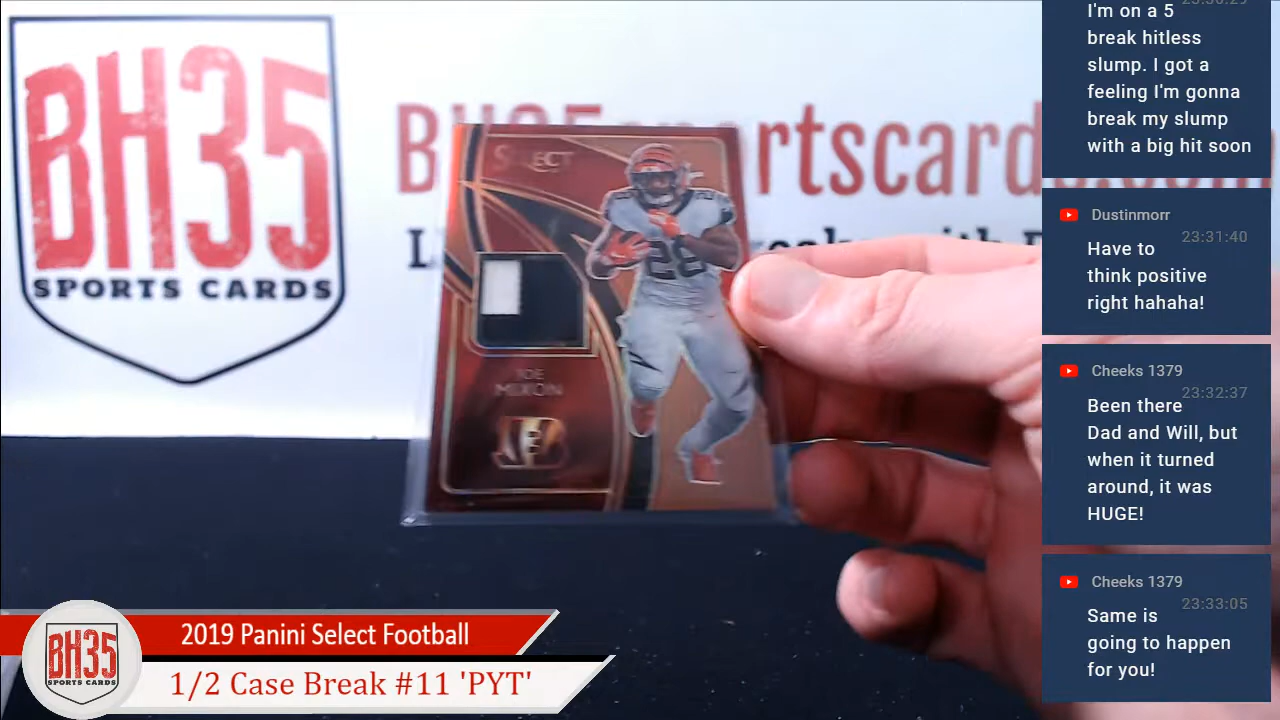 BH35
SPORTS CARDS
SELECT
28
JOE
MIXON
2019 Panini Select Football
1/2 Case Break #11 'PYT'
BH35
SPORTS CARDS
I'm on a 5
break hitless
slump. I got a
feeling I'm gonna
break my slump
with a big hit soon
Dustinmorr
23:31:40
Have to
think positive
right hahaha!
Cheeks 1379
23:32:37
Been there
Dad and Will, but
when it turned
around, it was
HUGE!
Cheeks 1379
23:33:05
Same is
going to happen
for you!